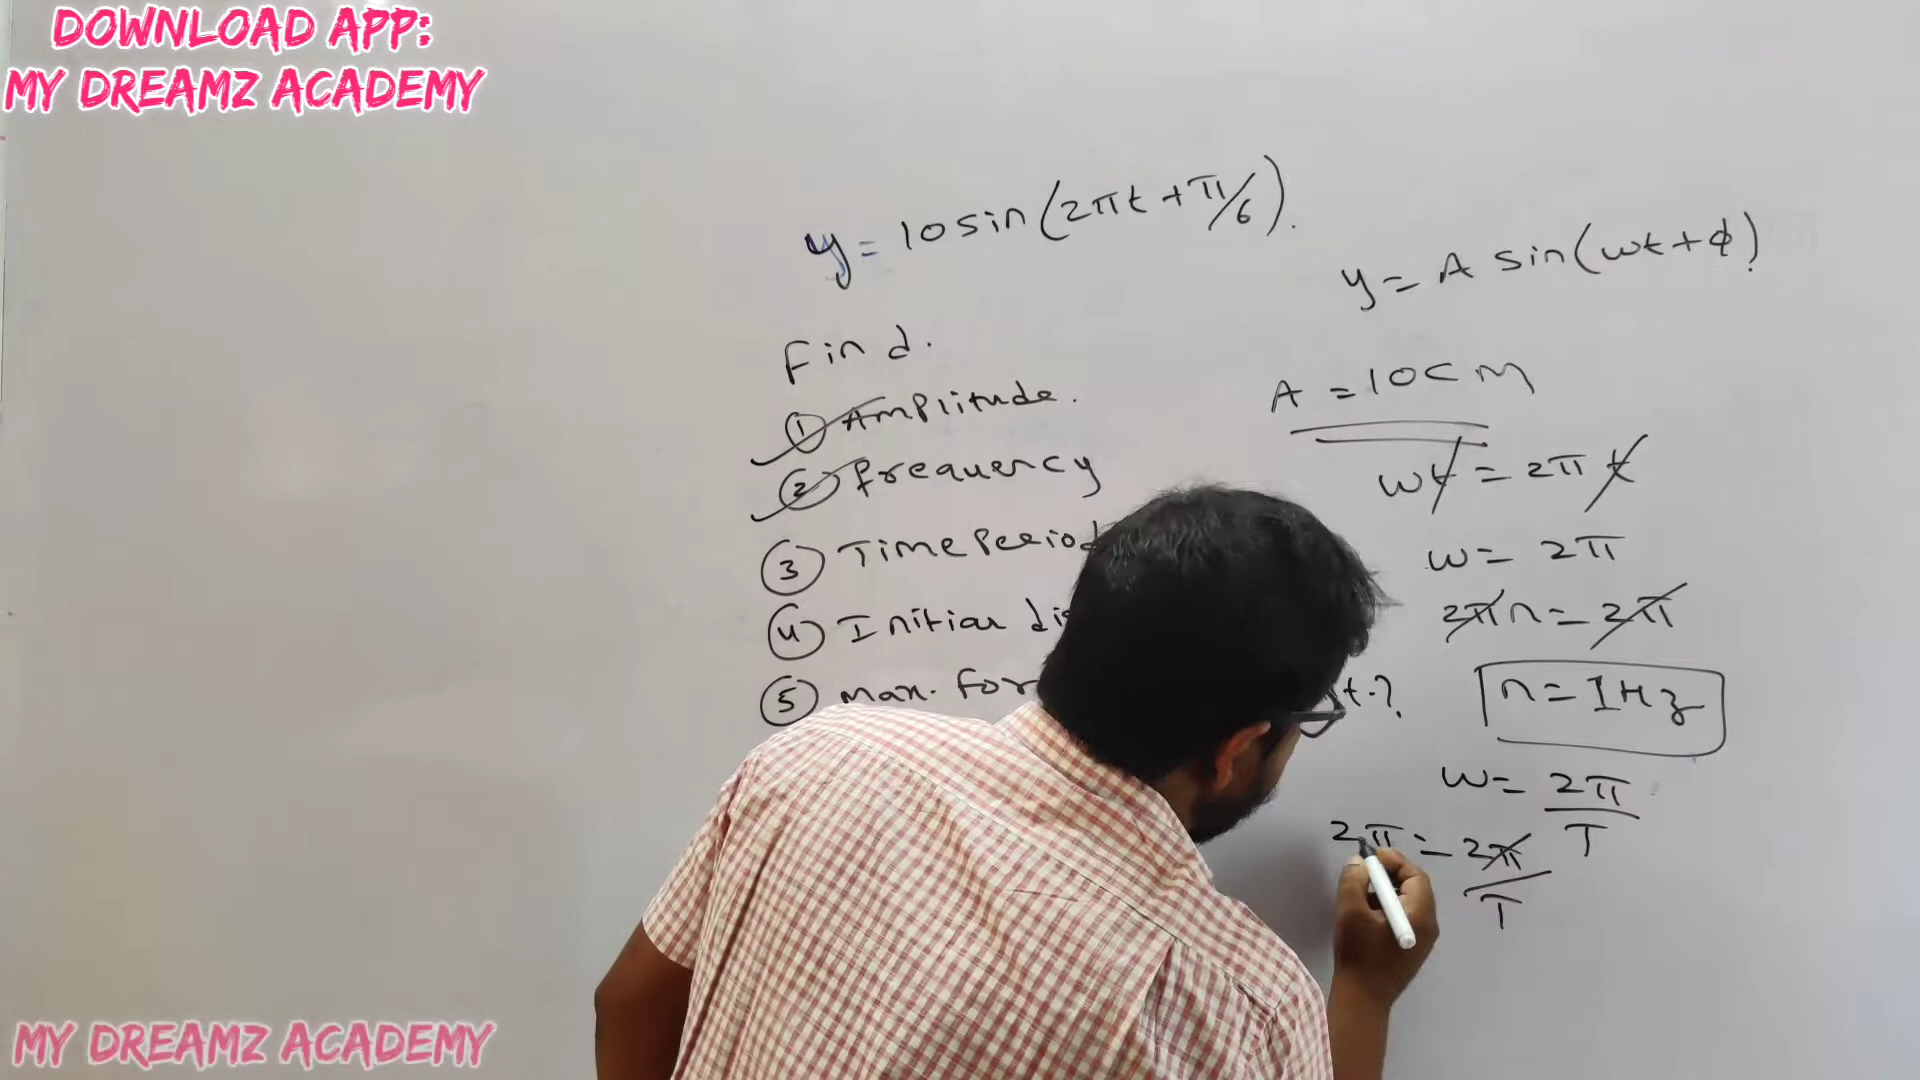 DOWNLOAD APP:
MY DREAMZ ACADEMY
y = 10 sin(2πt + π/6).
y = A sin(ωt + φ)
Find.
① Amplitude.
② frequency
③ Time Period
④ Initial
⑤ max. for
t.?
A = 10cm
ωt = 2πt
ω = 2π
2πn = 2π
n = 1Hz
ω = 2π/T
2π = 2π/T
MY DREAMZ ACADEMY